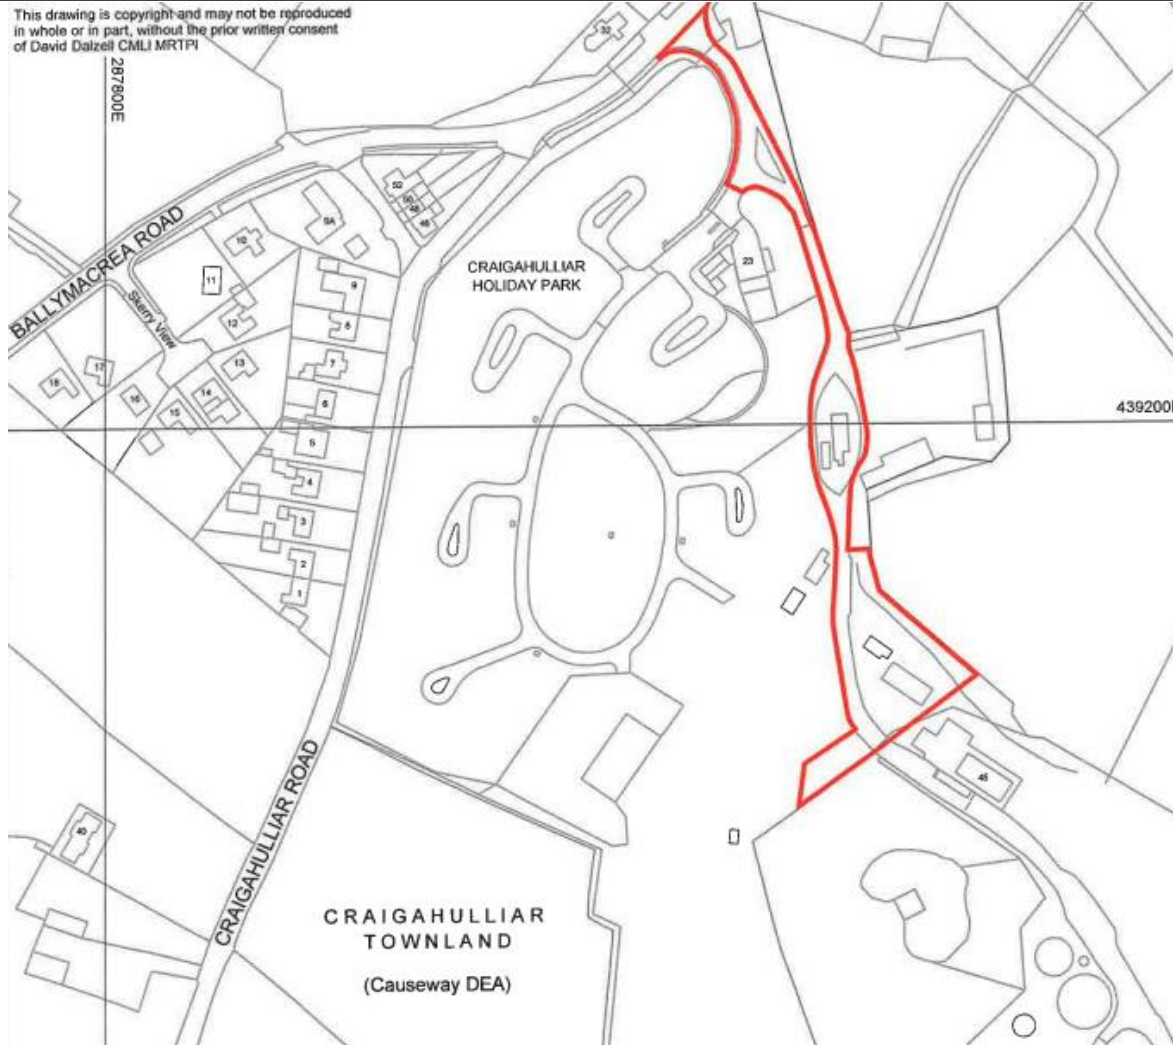 This drawing is copyright and may not be reproduced
in whole or in part, without the prior written consent
of David Dalzell CMLI MRTPI
287800E
32
52
50
48
46
9A
10
BALLYMACREA ROAD
11
Skerry View
12
9
8
7
13
14
17
18
16
15
6
5
4
3
2
1
CRAIGAHULLIAR
HOLIDAY PARK
23
439200
45
40
CRAIGAHULLIAR ROAD
CRAIGAHULLIAR
TOWNLAND
(Causeway DEA)